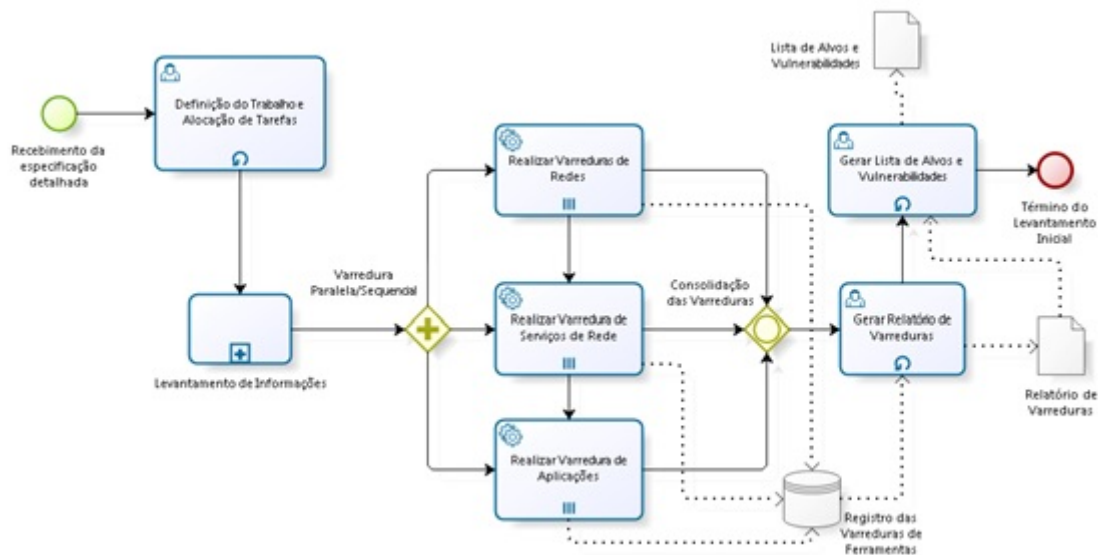 Recebimento da
especificação
detalhada
Definição do Trabalho e
Alocação de Tarefas
Levantamento de Informações
Varredura
Paralela/Sequencial
Realizar Varreduras de
Redes
Realizar Varredura de
Serviços de Rede
Realizar Varredura de
Aplicações
Consolidação
das Varreduras
Registro das
Varreduras de
Ferramentas
Gerar Relatório de
Varreduras
Relatório de
Varreduras
Gerar Lista de Alvos e
Vulnerabilidades
Lista de Alvos e
Vulnerabilidades
Término do
Levantamento
Inicial